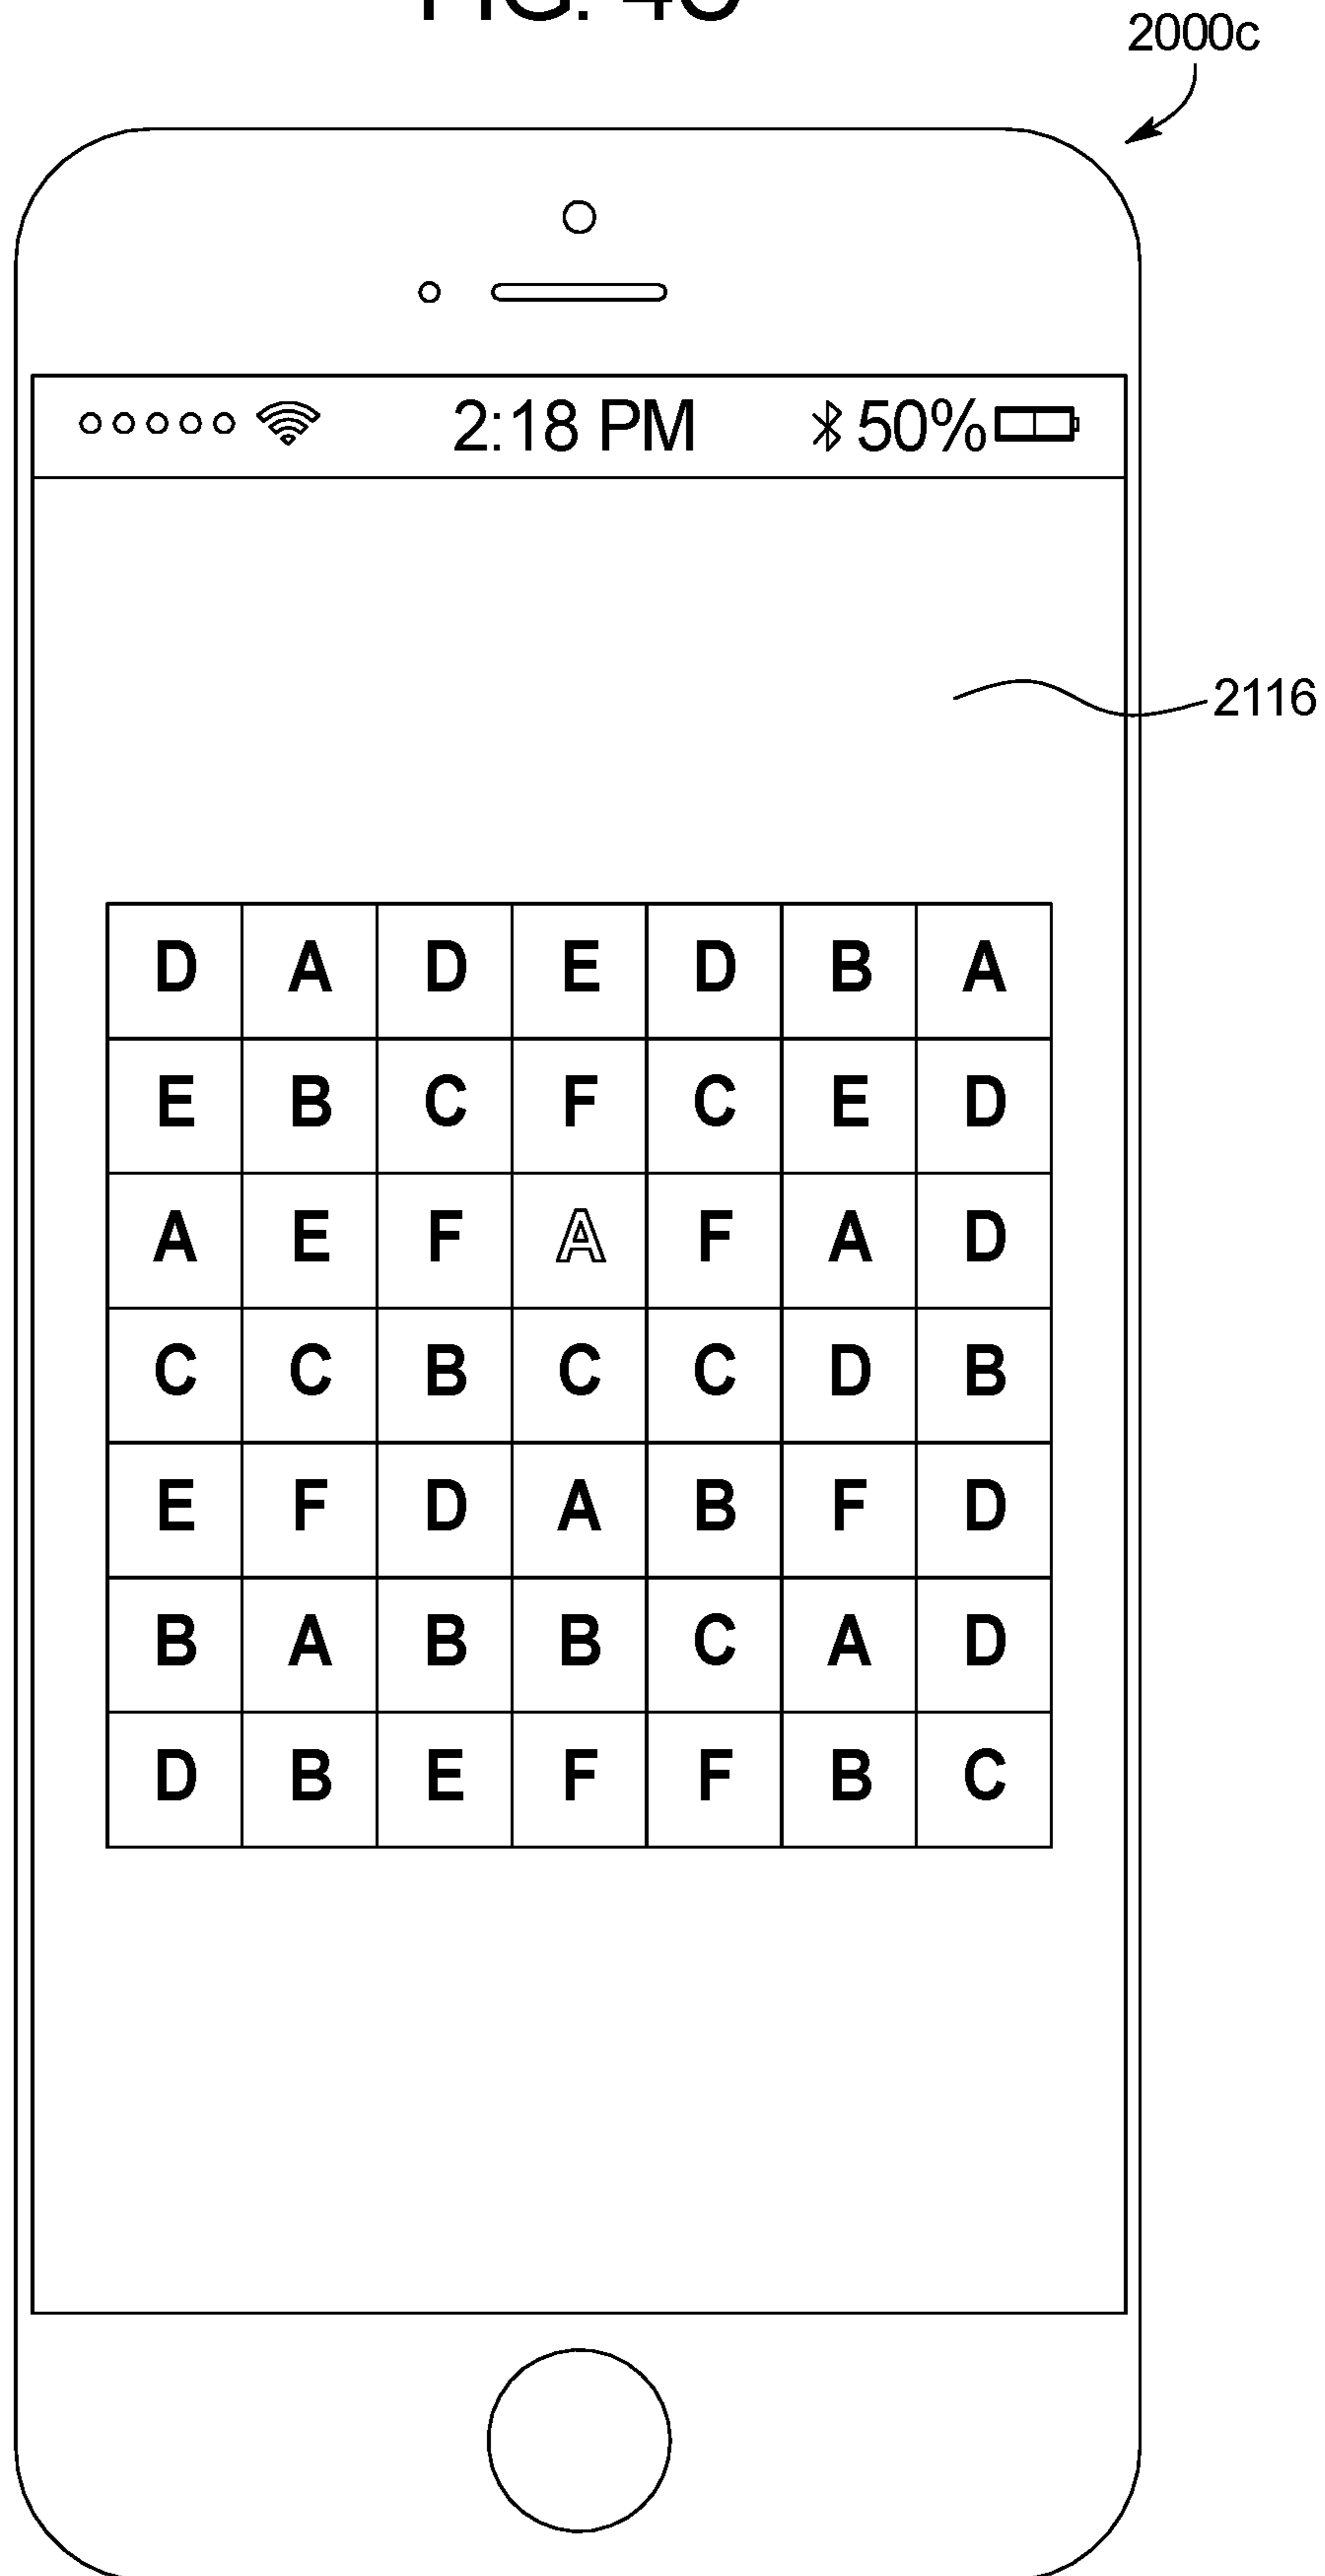 2000c
2:18 PM 50%
2116
D A D E D B A
E B C F C E D
A E F A F A D
C C B C C D B
E F D A B F D
B A B B C A D
D B E F F B C